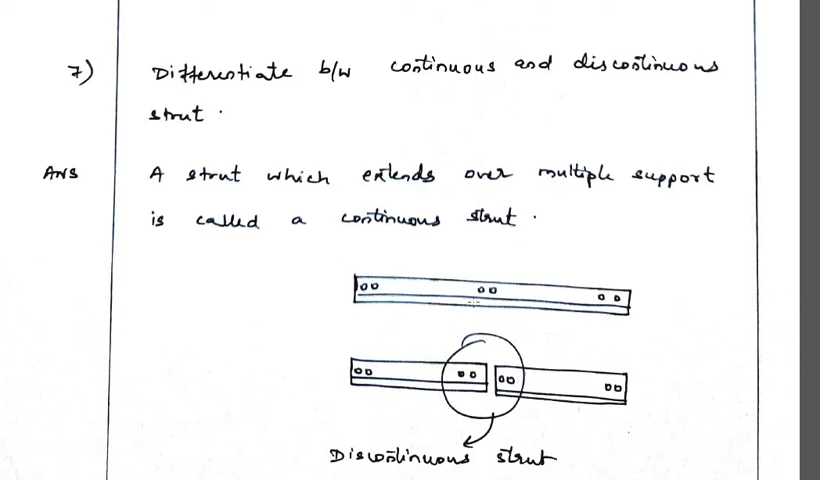 7) Differentiate b/w continuous and discontinuous
strut.
Ans A strut which extends over multiple support
is called a continuous strut.
Discontinuous strut